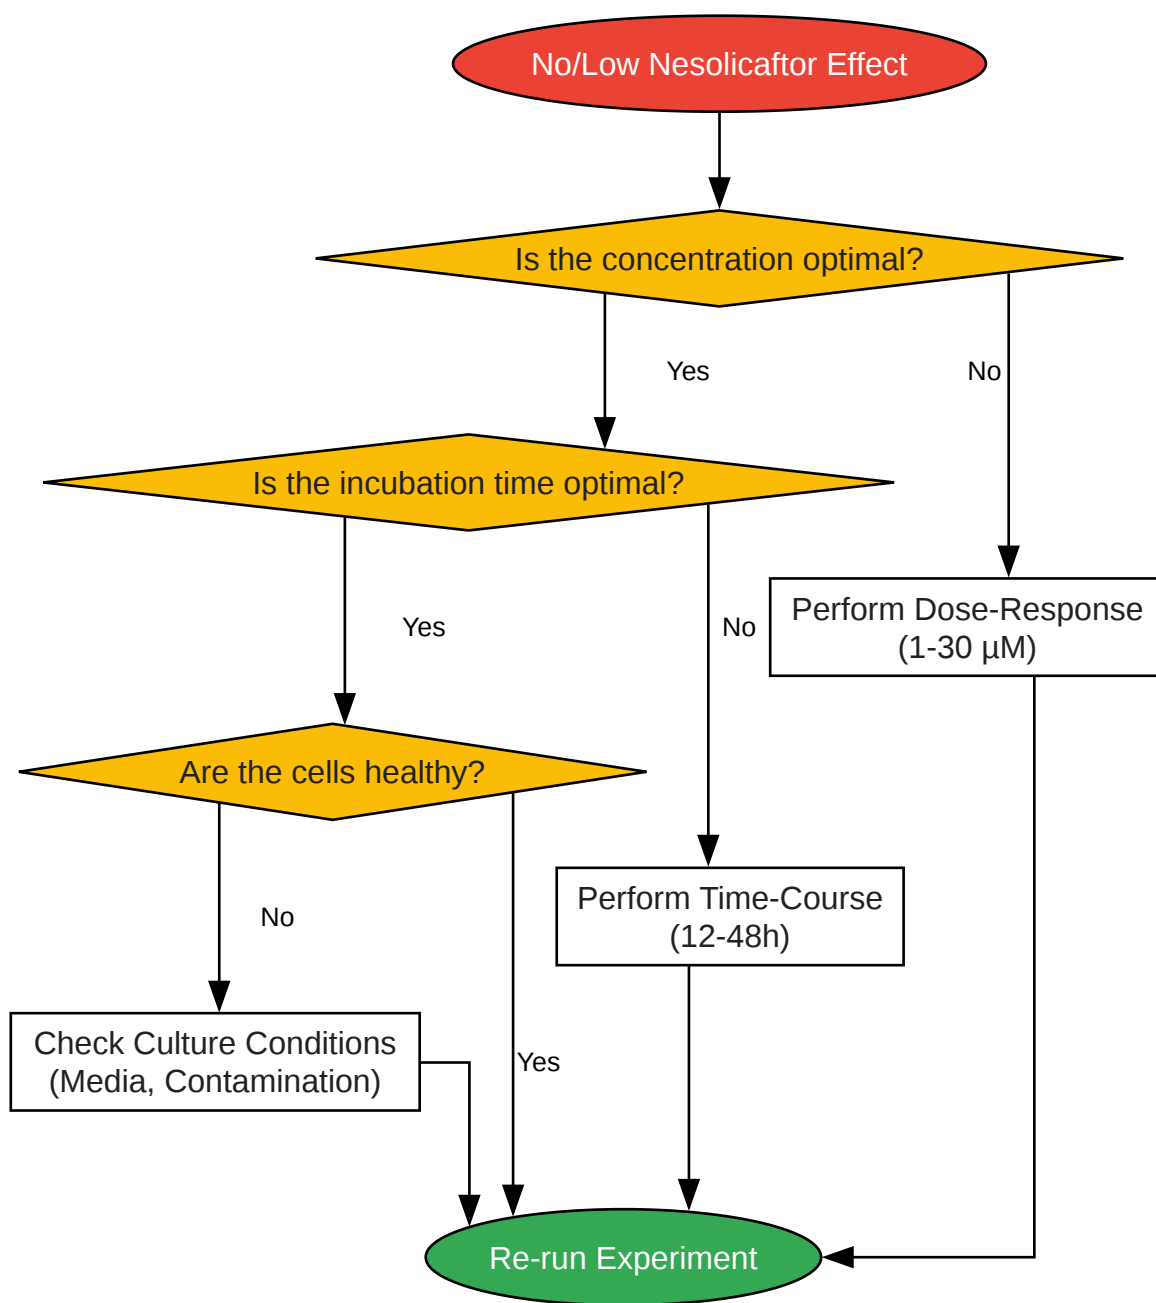 No/Low Nesolicaftor Effect
Is the concentration optimal?
Yes
No
Is the incubation time optimal?
Perform Dose-Response
(1-30 µM)
Yes
No
Are the cells healthy?
Perform Time-Course
(12-48h)
No
Check Culture Conditions
(Media, Contamination)
Yes
Re-run Experiment